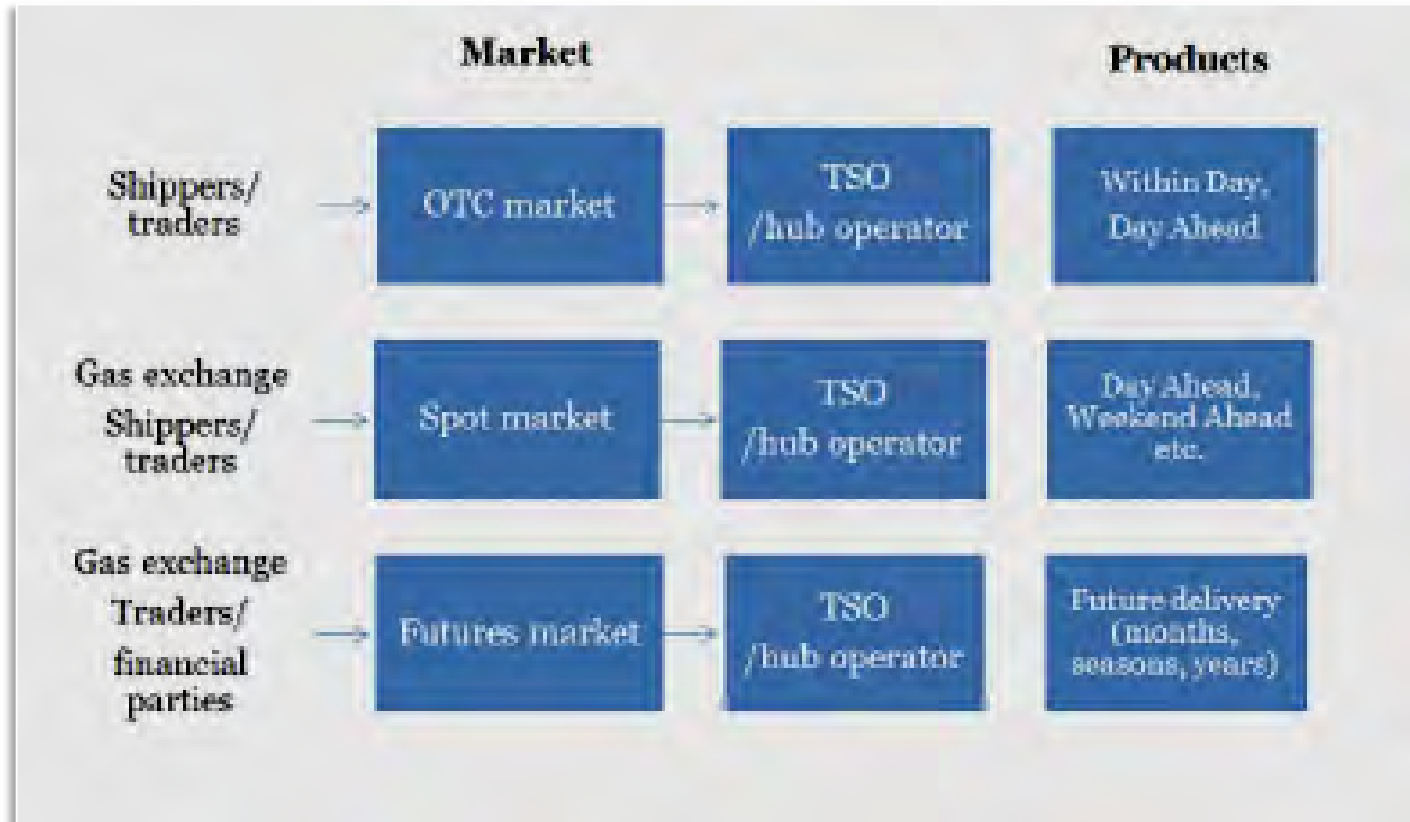 Market
Products
Shippers/
traders
OTC market
TSO
/hub operator
Within Day,
Day Ahead
Gas exchange
Shippers/
traders
Spot market
TSO
/hub operator
Day Ahead,
Weekend Ahead
etc.
Gas exchange
Traders/
financial
parties
Futures market
TSO
/hub operator
Future delivery
(months,
seasons, years)